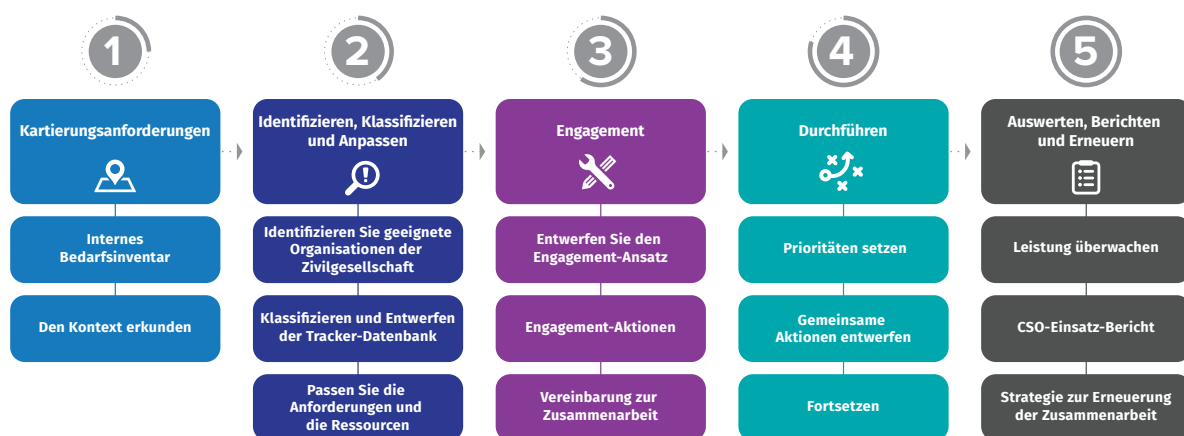 1
2
3
4
5
Kartierungsanforderungen
Identifizieren, Klassifizieren
und Anpassen
Engagement
Durchführen
Auswerten, Berichten
und Erneuern
Internes
Bedarfsinventar
Identifizieren Sie geeignete
Organisationen der
Zivilgesellschaft
Entwerfen Sie den
Engagement-Ansatz
Prioritäten setzen
Leistung überwachen
Den Kontext erkunden
Klassifizieren und Entwerfen
der Tracker-Datenbank
Engagement-Aktionen
Gemeinsame
Aktionen entwerfen
CSO-Einsatz-Bericht
Passen Sie die
Anforderungen und
die Ressourcen
Vereinbarung zur
Zusammenarbeit
Fortsetzen
Strategie zur Erneuerung
der Zusammenarbeit